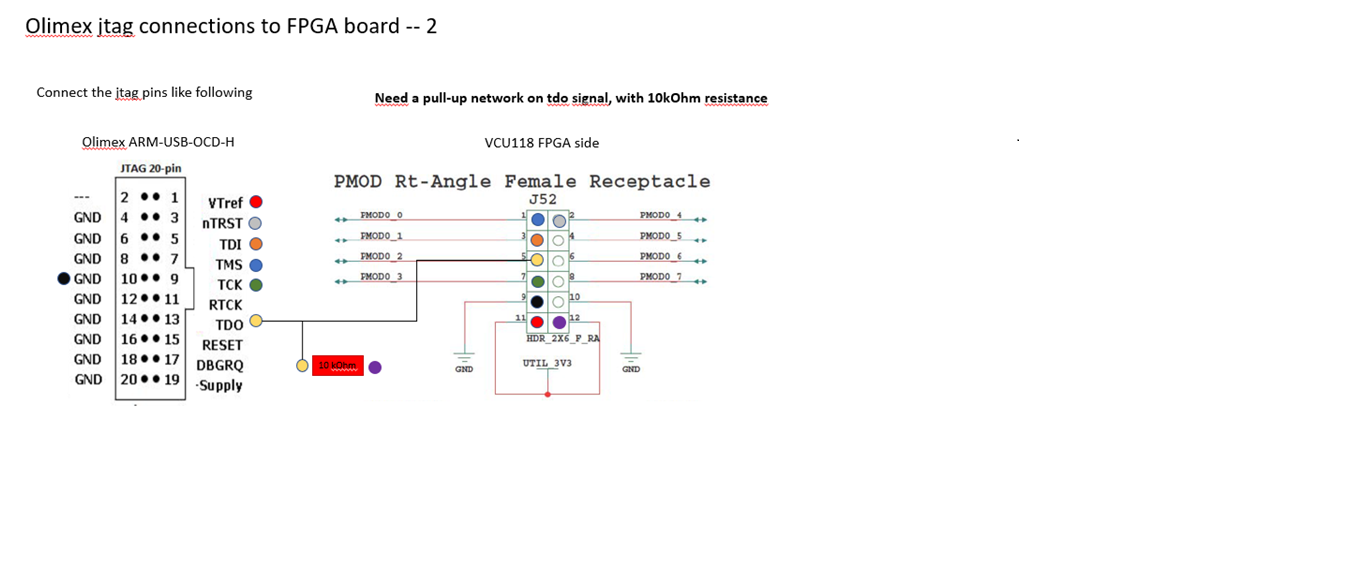 Olimex jtag connections to FPGA board -- 2
Connect the jtag pins like following
Need a pull-up network on tdo signal, with 10kOhm resistance
Olimex ARM-USB-OCD-H
VCU118 FPGA side
JTAG 20-pin
PMOD Rt-Angle Female Receptacle
J52
--- 2 1 VTref
GND 4 3 nTRST
GND 6 5 TDI
GND 8 7 TMS
GND 10 9 TCK
GND 12 11 RTCK
GND 14 13 TDO
GND 16 15 RESET
GND 18 17 DBGRQ
GND 20 19 -Supply
10 kOhm
PMOD0_0 1 2 PMOD0_4
PMOD0_1 3 4 PMOD0_5
PMOD0_2 5 6 PMOD0_6
PMOD0_3 7 8 PMOD0_7
9 10
11 12
HDR_2X6_F_RA
GND UTIL_3V3 GND